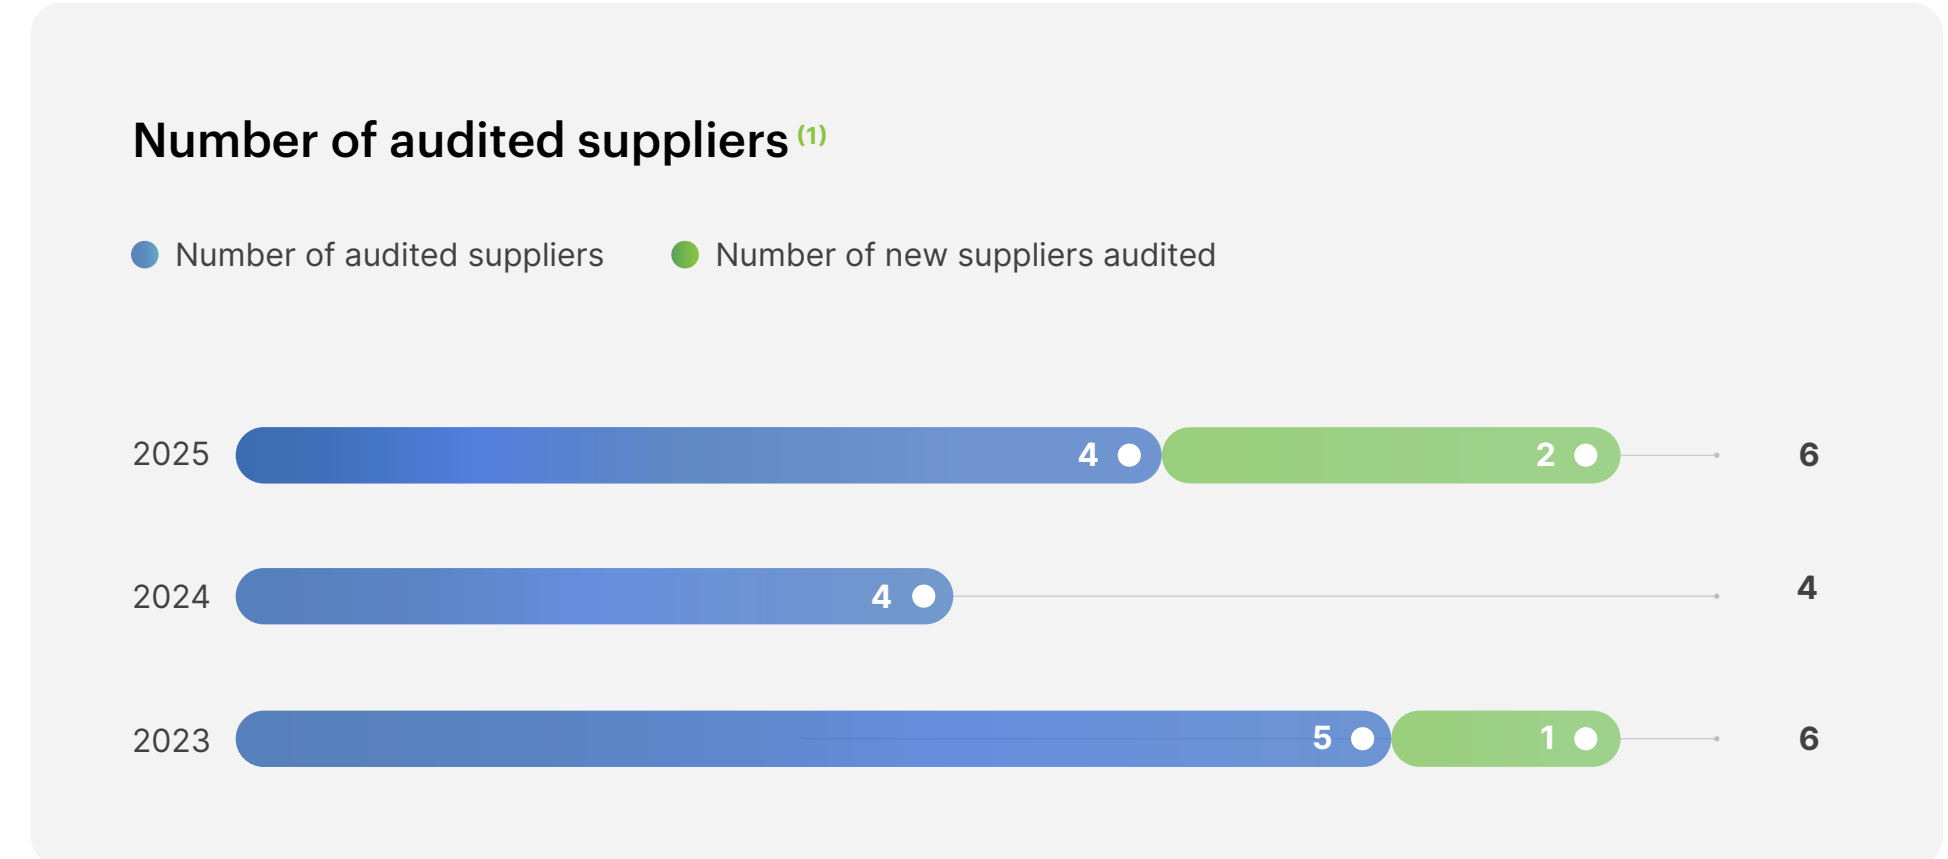 Number of audited suppliers (1)
Number of audited suppliers Number of new suppliers audited
2025 4 2 6
2024 4 4
2023 5 1 6